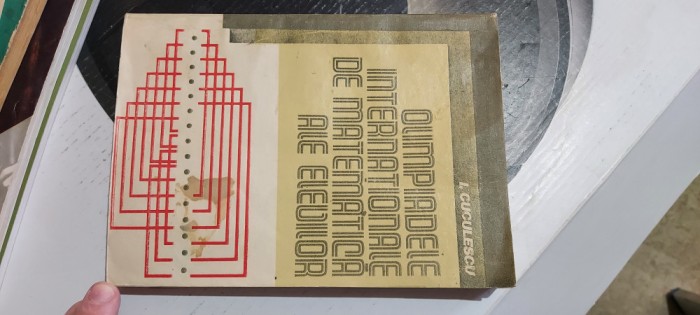 I. CUCULESCU
OLIMPIADELE
INTERNAȚIONALE
DE MATEMATICĂ
ALE ELEVILOR